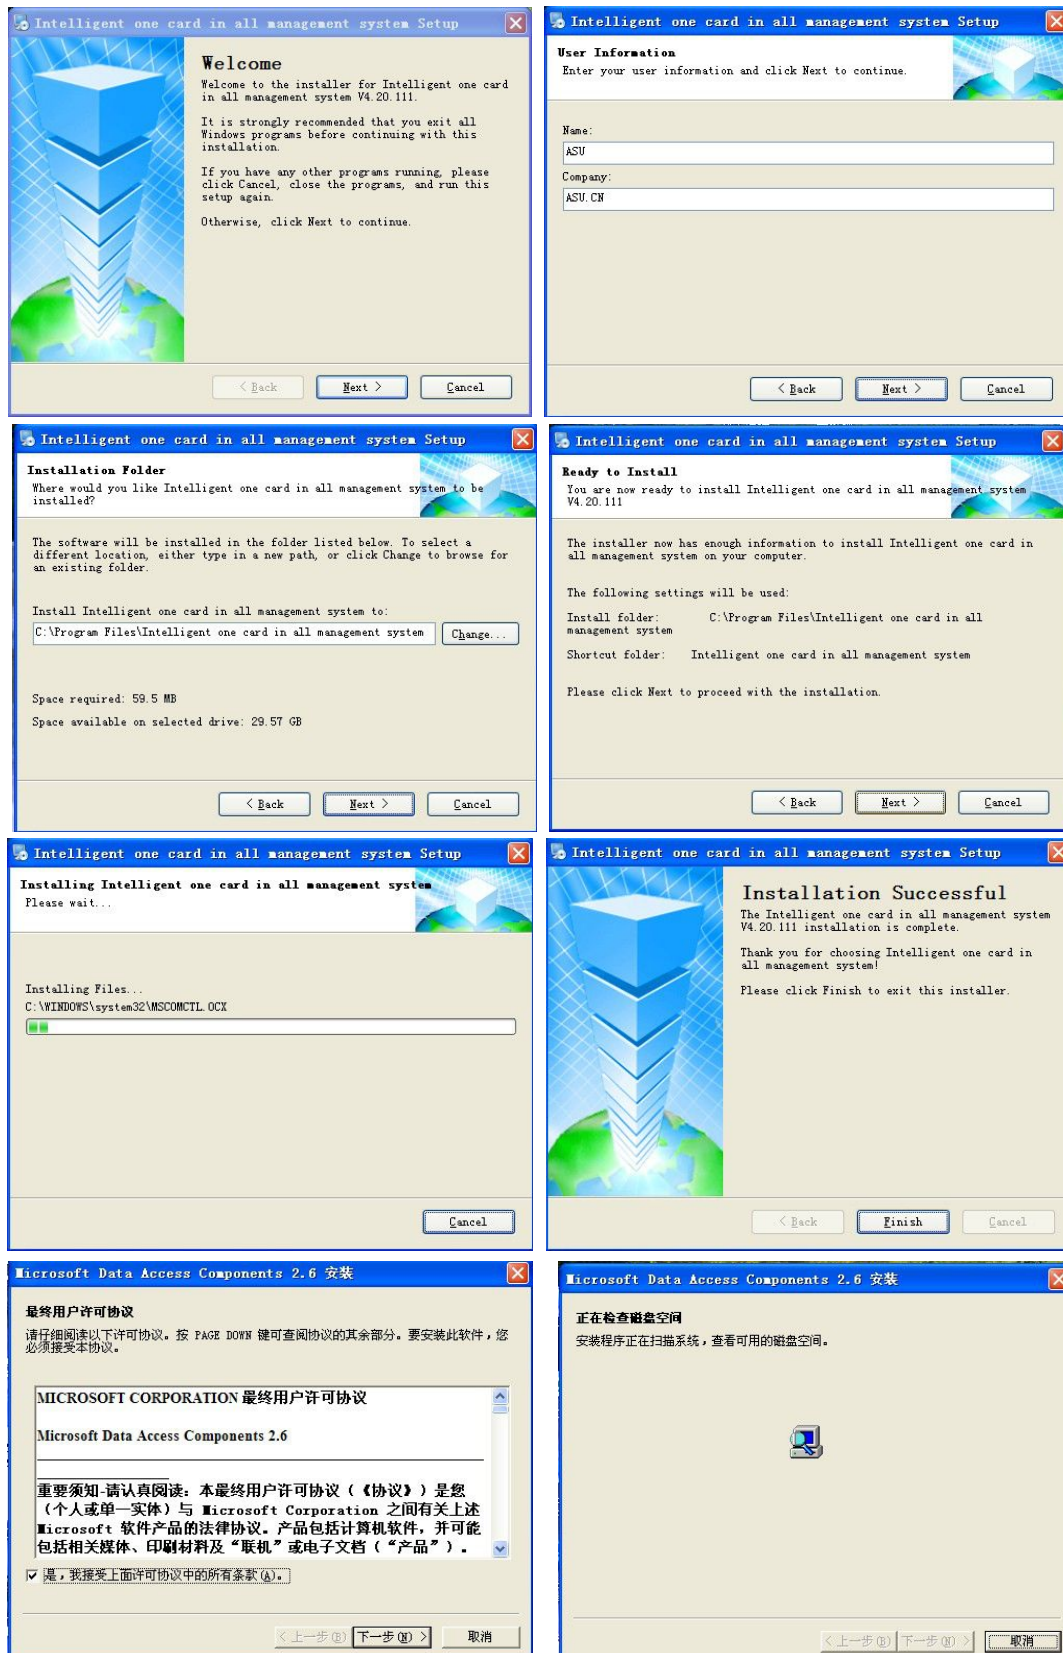 Intelligent one card in all management system Setup
Welcome
Welcome to the installer for Intelligent one card
in all management system V4.20.111.
It is strongly recommended that you exit all
Windows programs before continuing with this
installation.
If you have any other programs running, please
click Cancel, close the programs, and run this
setup again.
Otherwise, click Next to continue.
< Back
Next >
Cancel
Intelligent one card in all management system Setup
User Information
Enter your user information and click Next to continue.
Name:
ASU
Company:
ASU.CN
< Back
Next >
Cancel
Intelligent one card in all management system Setup
Installation Folder
Where would you like Intelligent one card in all management system to be
installed?
The software will be installed in the folder listed below. To select a
different location, either type in a new path, or click Change to browse for
an existing folder.
Install Intelligent one card in all management system to:
C:\Program Files\Intelligent one card in all management system
Change...
Space required: 59.5 MB
Space available on selected drive: 29.57 GB
< Back
Next >
Cancel
Intelligent one card in all management system Setup
Ready to Install
You are now ready to install Intelligent one card in all management system
V4.20.111
The installer now has enough information to install Intelligent one card in
all management system on your computer.
The following settings will be used:
Install folder: C:\Program Files\Intelligent one card in all
management system
Shortcut folder: Intelligent one card in all management system
Please click Next to proceed with the installation.
< Back
Next >
Cancel
Intelligent one card in all management system Setup
Installing Intelligent one card in all management system
Please wait...
Installing Files...
C:\WINDOWS\system32\MSCOMCTL.OCX
Cancel
Intelligent one card in all management system Setup
Installation Successful
The Intelligent one card in all management system
V4.20.111 installation is complete.
Thank you for choosing Intelligent one card in
all management system!
Please click Finish to exit this installer.
< Back
Finish
Cancel
Microsoft Data Access Components 2.6 安装
最终用户许可协议
请仔细阅读以下许可协议。按 PAGE DOWN 键可查阅协议的其余部分。要安装此软件，您
必须接受本协议。
MICROSOFT CORPORATION 最终用户许可协议
Microsoft Data Access Components 2.6
重要须知-请认真阅读：本最终用户许可协议（《协议》）是您
（个人或单一实体）与 Microsoft Corporation 之间有关上述
Microsoft 软件产品的法律协议。产品包括计算机软件，并可能
包括相关媒体、印刷材料及“联机”或电子文档（“产品”）。
是，我接受上面许可协议中的所有条款(A)。
< 上一步(B)
下一步(N) >
取消
Microsoft Data Access Components 2.6 安装
正在检查磁盘空间
安装程序正在扫描系统，查看可用的磁盘空间。
< 上一步(B)
下一步(N) >
取消